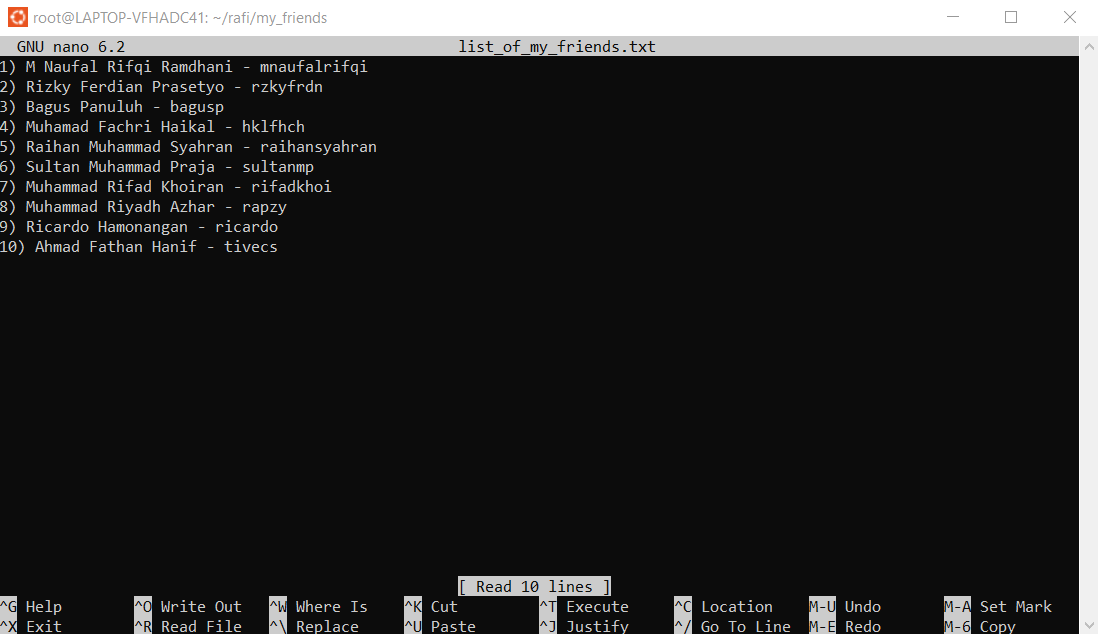 root@LAPTOP-VFHADC41: ~/rafi/my_friends
GNU nano 6.2 list_of_my_friends.txt
1) M Naufal Rifqi Ramdhani - mnaufalrifqi
2) Rizky Ferdian Prasetyo - rzkyfrdn
3) Bagus Panuluh - bagusp
4) Muhamad Fachri Haikal - hklfhch
5) Raihan Muhammad Syahran - raihansyahran
6) Sultan Muhammad Praja - sultanmp
7) Muhammad Rifad Khoiran - rifadkhoi
8) Muhammad Riyadh Azhar - rapzy
9) Ricardo Hamonangan - ricardo
10) Ahmad Fathan Hanif - tivecs
[ Read 10 lines ]
^G Help ^O Write Out ^W Where Is ^K Cut ^T Execute ^C Location M-U Undo M-A Set Mark
^X Exit ^R Read File ^\ Replace ^U Paste ^J Justify ^/ Go To Line M-E Redo M-6 Copy